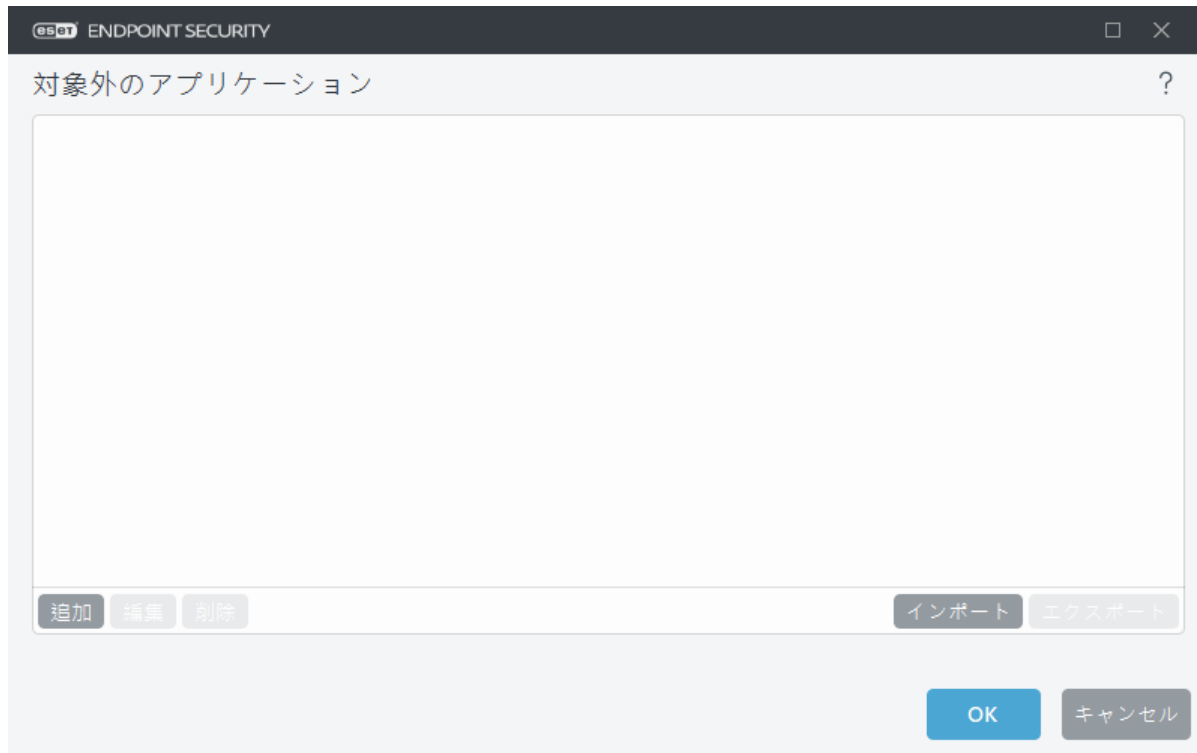 eset ENDPOINT SECURITY
対象外のアプリケーション ?
追加 編集 削除 インポート エクスポート
OK キャンセル